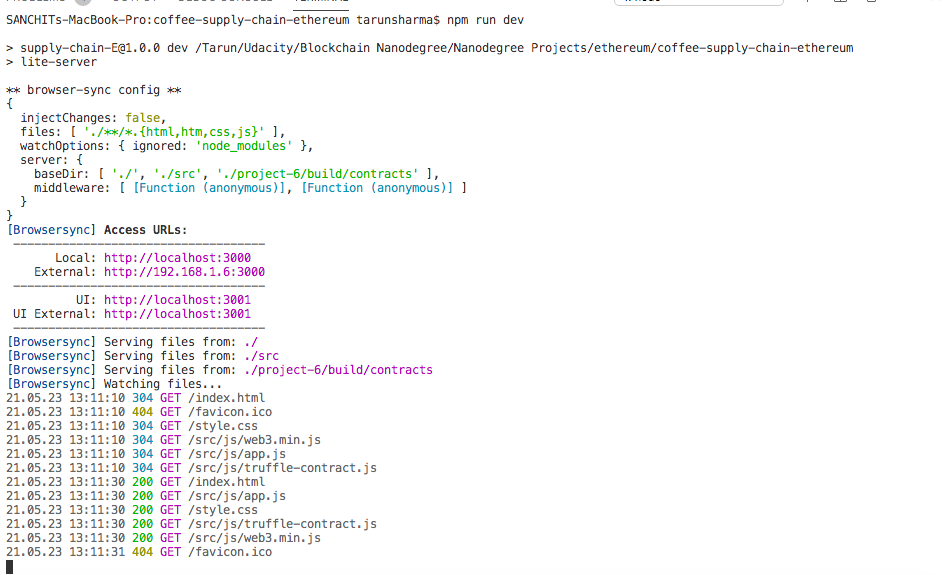 SANCHITs-MacBook-Pro:coffee-supply-chain-ethereum tarunsharma$ npm run dev
> supply-chain-E@1.0.0 dev /Tarun/Udacity/Blockchain Nanodegree/Nanodegree Projects/ethereum/coffee-supply-chain-ethereum
> lite-server
** browser-sync config **
{
  injectChanges: false,
  files: [ './**/*.{html,htm,css,js}' ],
  watchOptions: { ignored: 'node_modules' },
  server: {
    baseDir: [ './', './src', './project-6/build/contracts' ],
    middleware: [ [Function (anonymous)], [Function (anonymous)] ]
  }
}
[Browsersync] Access URLs:
 ------------------------------------
       Local: http://localhost:3000
    External: http://192.168.1.6:3000
 ------------------------------------
          UI: http://localhost:3001
 UI External: http://localhost:3001
 ------------------------------------
[Browsersync] Serving files from: ./
[Browsersync] Serving files from: ./src
[Browsersync] Serving files from: ./project-6/build/contracts
[Browsersync] Watching files...
21.05.23 13:11:10 304 GET /index.html
21.05.23 13:11:10 404 GET /favicon.ico
21.05.23 13:11:10 304 GET /style.css
21.05.23 13:11:10 304 GET /src/js/web3.min.js
21.05.23 13:11:10 304 GET /src/js/app.js
21.05.23 13:11:10 304 GET /src/js/truffle-contract.js
21.05.23 13:11:30 200 GET /index.html
21.05.23 13:11:30 200 GET /src/js/app.js
21.05.23 13:11:30 200 GET /style.css
21.05.23 13:11:30 200 GET /src/js/truffle-contract.js
21.05.23 13:11:30 200 GET /src/js/web3.min.js
21.05.23 13:11:31 404 GET /favicon.ico